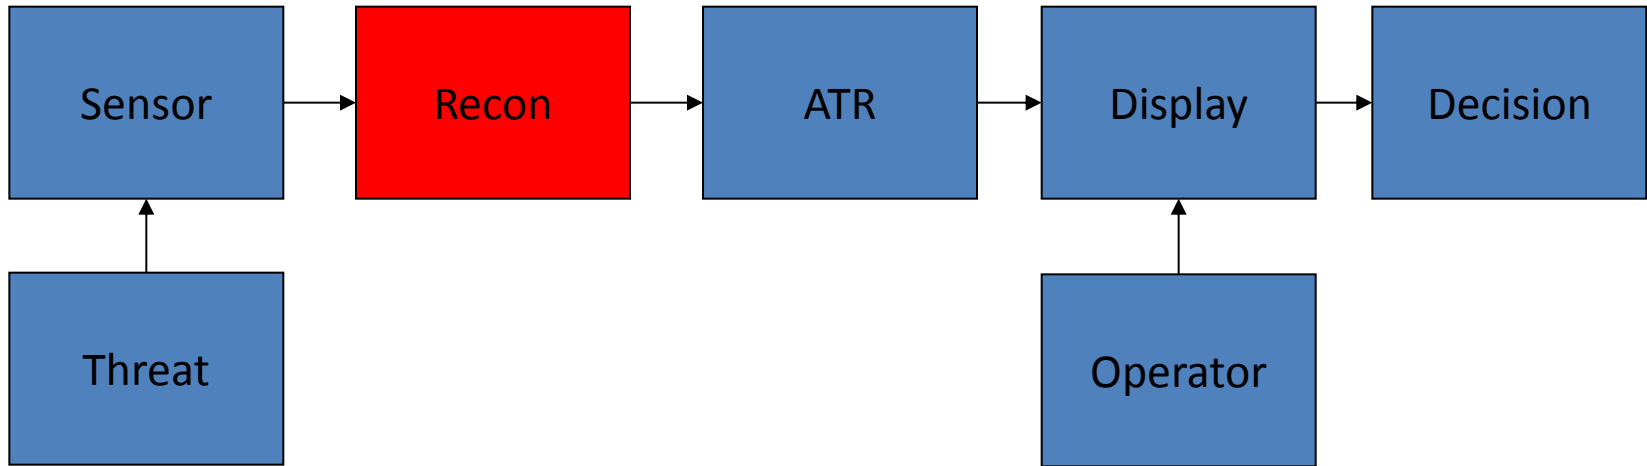 Sensor
Recon
ATR
Display
Decision
Threat
Operator